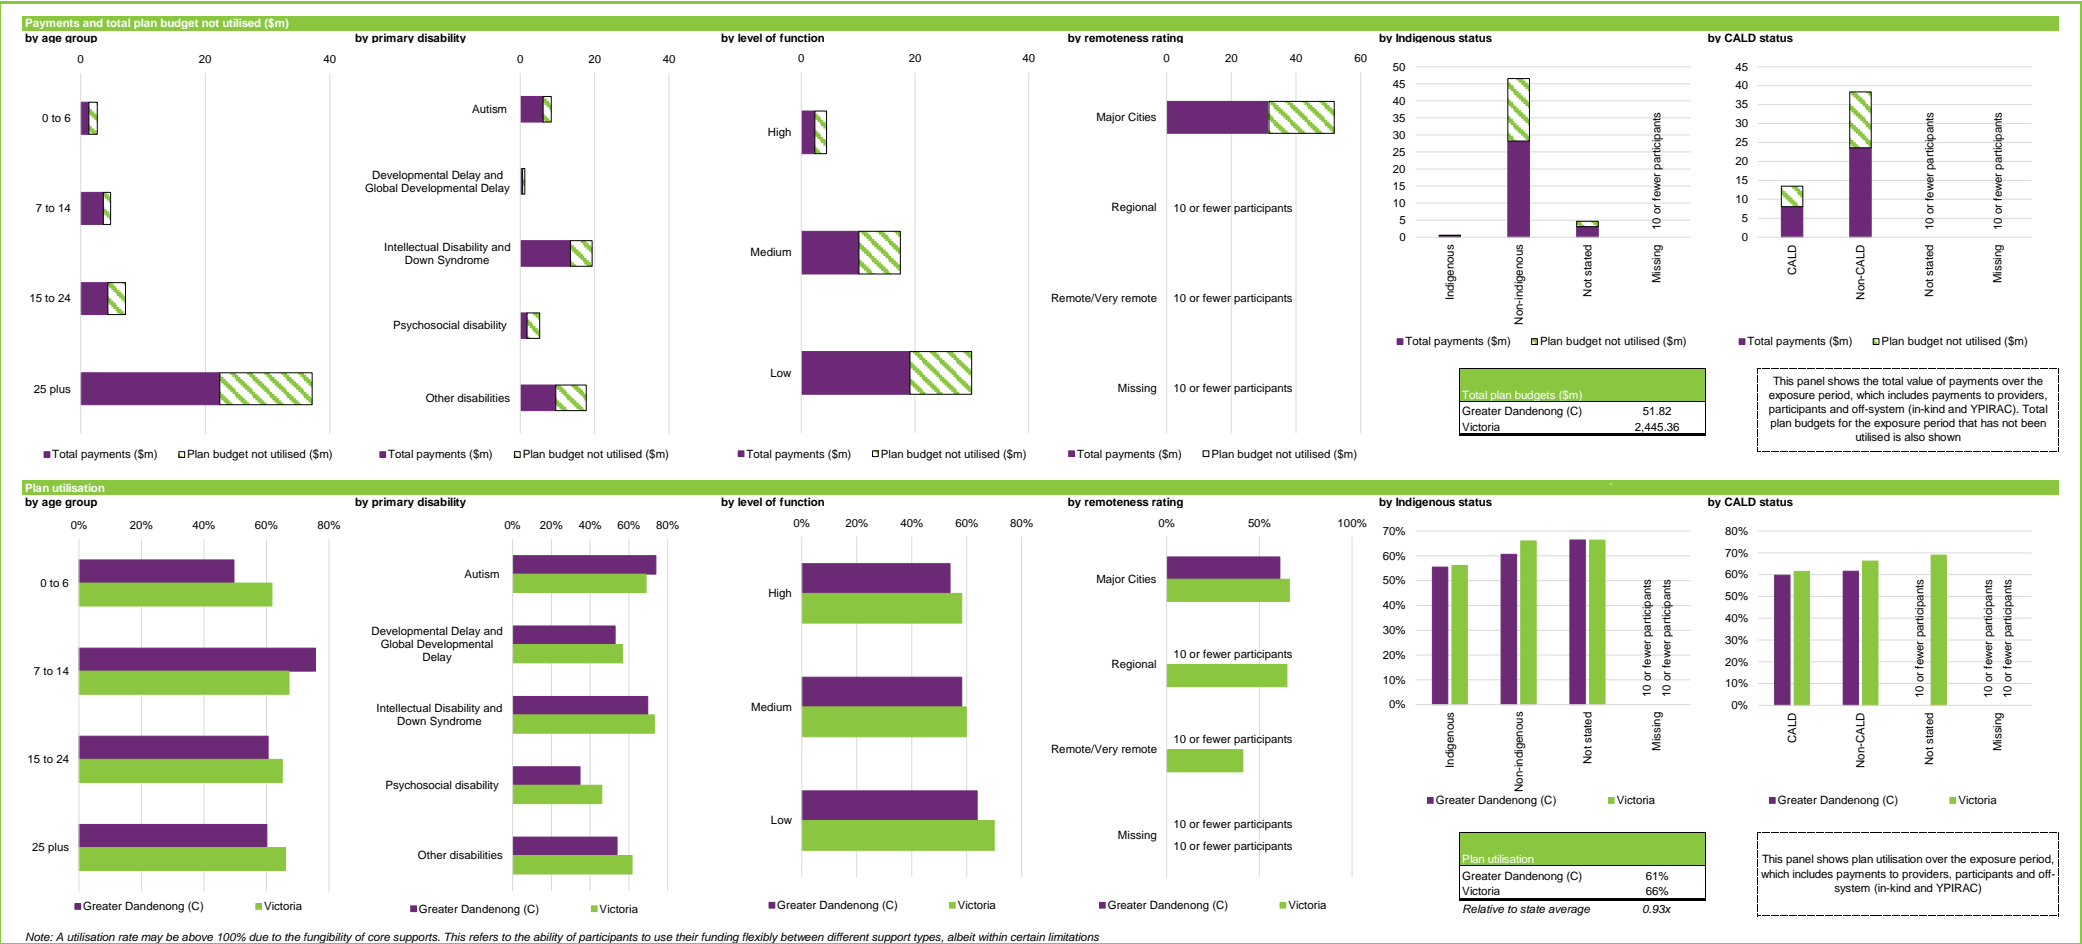 Payments and total plan budget not utilised ($m)
by age group
0 20 40
0 to 6
7 to 14
15 to 24
25 plus
Total payments ($m) Plan budget not utilised ($m)
by primary disability
0 20 40
Autism
Developmental Delay and
Global Developmental Delay
Intellectual Disability and
Down Syndrome
Psychosocial disability
Other disabilities
Total payments ($m) Plan budget not utilised ($m)
by level of function
0 20 40
High
Medium
Low
Total payments ($m) Plan budget not utilised ($m)
by remoteness rating
0 20 40 60
Major Cities
Regional 10 or fewer participants
Remote/Very remote 10 or fewer participants
Missing 10 or fewer participants
Total payments ($m) Plan budget not utilised ($m)
by Indigenous status
50
45
40
35
30
25
20
15
10
5
0
10 or fewer participants
Indigenous
Non-indigenous
Not stated
Missing
Total payments ($m) Plan budget not utilised ($m)
Total plan budgets ($m)
Greater Dandenong (C) 51.82
Victoria 2,445.36
by CALD status
45
40
35
30
25
20
15
10
5
0
10 or fewer participants
10 or fewer participants
CALD
Non-CALD
Not stated
Missing
Total payments ($m) Plan budget not utilised ($m)
This panel shows the total value of payments over the
exposure period, which includes payments to providers,
participants and off-system (in-kind and YPIRAC). Total
plan budgets for the exposure period that has not been
utilised is also shown
Plan utilisation
by age group
0% 20% 40% 60% 80%
0 to 6
7 to 14
15 to 24
25 plus
Greater Dandenong (C) Victoria
by primary disability
0% 20% 40% 60% 80%
Autism
Developmental Delay and
Global Developmental
Delay
Intellectual Disability and
Down Syndrome
Psychosocial disability
Other disabilities
Greater Dandenong (C) Victoria
by level of function
0% 20% 40% 60% 80%
High
Medium
Low
Greater Dandenong (C) Victoria
by remoteness rating
0% 50% 100%
Major Cities
10 or fewer participants
Regional
10 or fewer participants
Remote/Very remote
10 or fewer participants
Missing
10 or fewer participants
Greater Dandenong (C) Victoria
by Indigenous status
70%
60%
50%
40%
30%
20%
10%
0%
10 or fewer participants
10 or fewer participants
Indigenous
Non-indigenous
Not stated
Missing
Greater Dandenong (C) Victoria
Plan utilisation
Greater Dandenong (C) 61%
Victoria 66%
Relative to state average 0.93x
by CALD status
80%
70%
60%
50%
40%
30%
20%
10%
0%
10 or fewer participants
10 or fewer participants
10 or fewer participants
CALD
Non-CALD
Not stated
Missing
Greater Dandenong (C) Victoria
This panel shows plan utilisation over the exposure period,
which includes payments to providers, participants and off-
system (in-kind and YPIRAC)
Note: A utilisation rate may be above 100% due to the fungibility of core supports. This refers to the ability of participants to use their funding flexibly between different support types, albeit within certain limitations